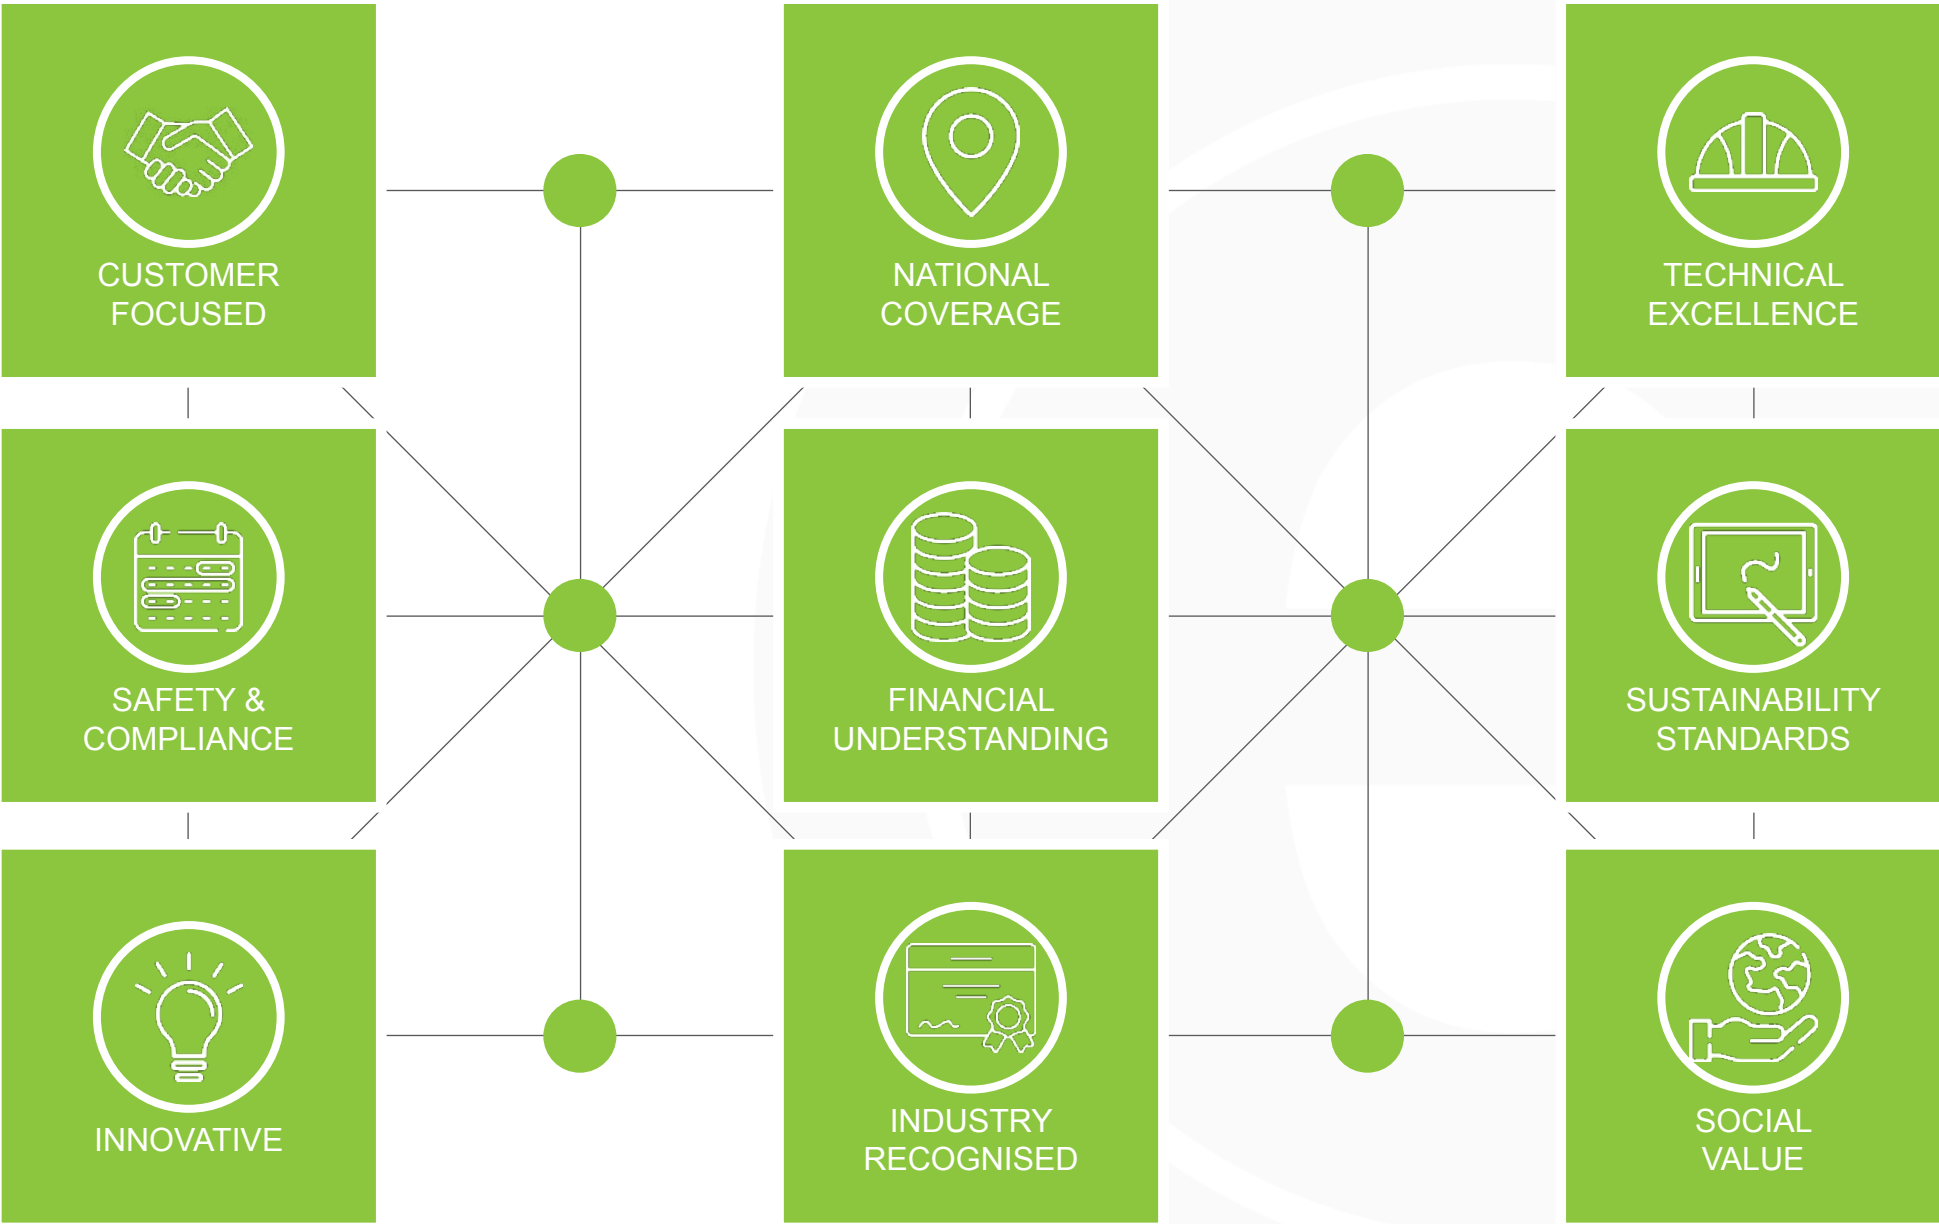 CUSTOMER
FOCUSED
NATIONAL
COVERAGE
TECHNICAL
EXCELLENCE
SAFETY &
COMPLIANCE
FINANCIAL
UNDERSTANDING
SUSTAINABILITY
STANDARDS
INNOVATIVE
INDUSTRY
RECOGNISED
SOCIAL
VALUE